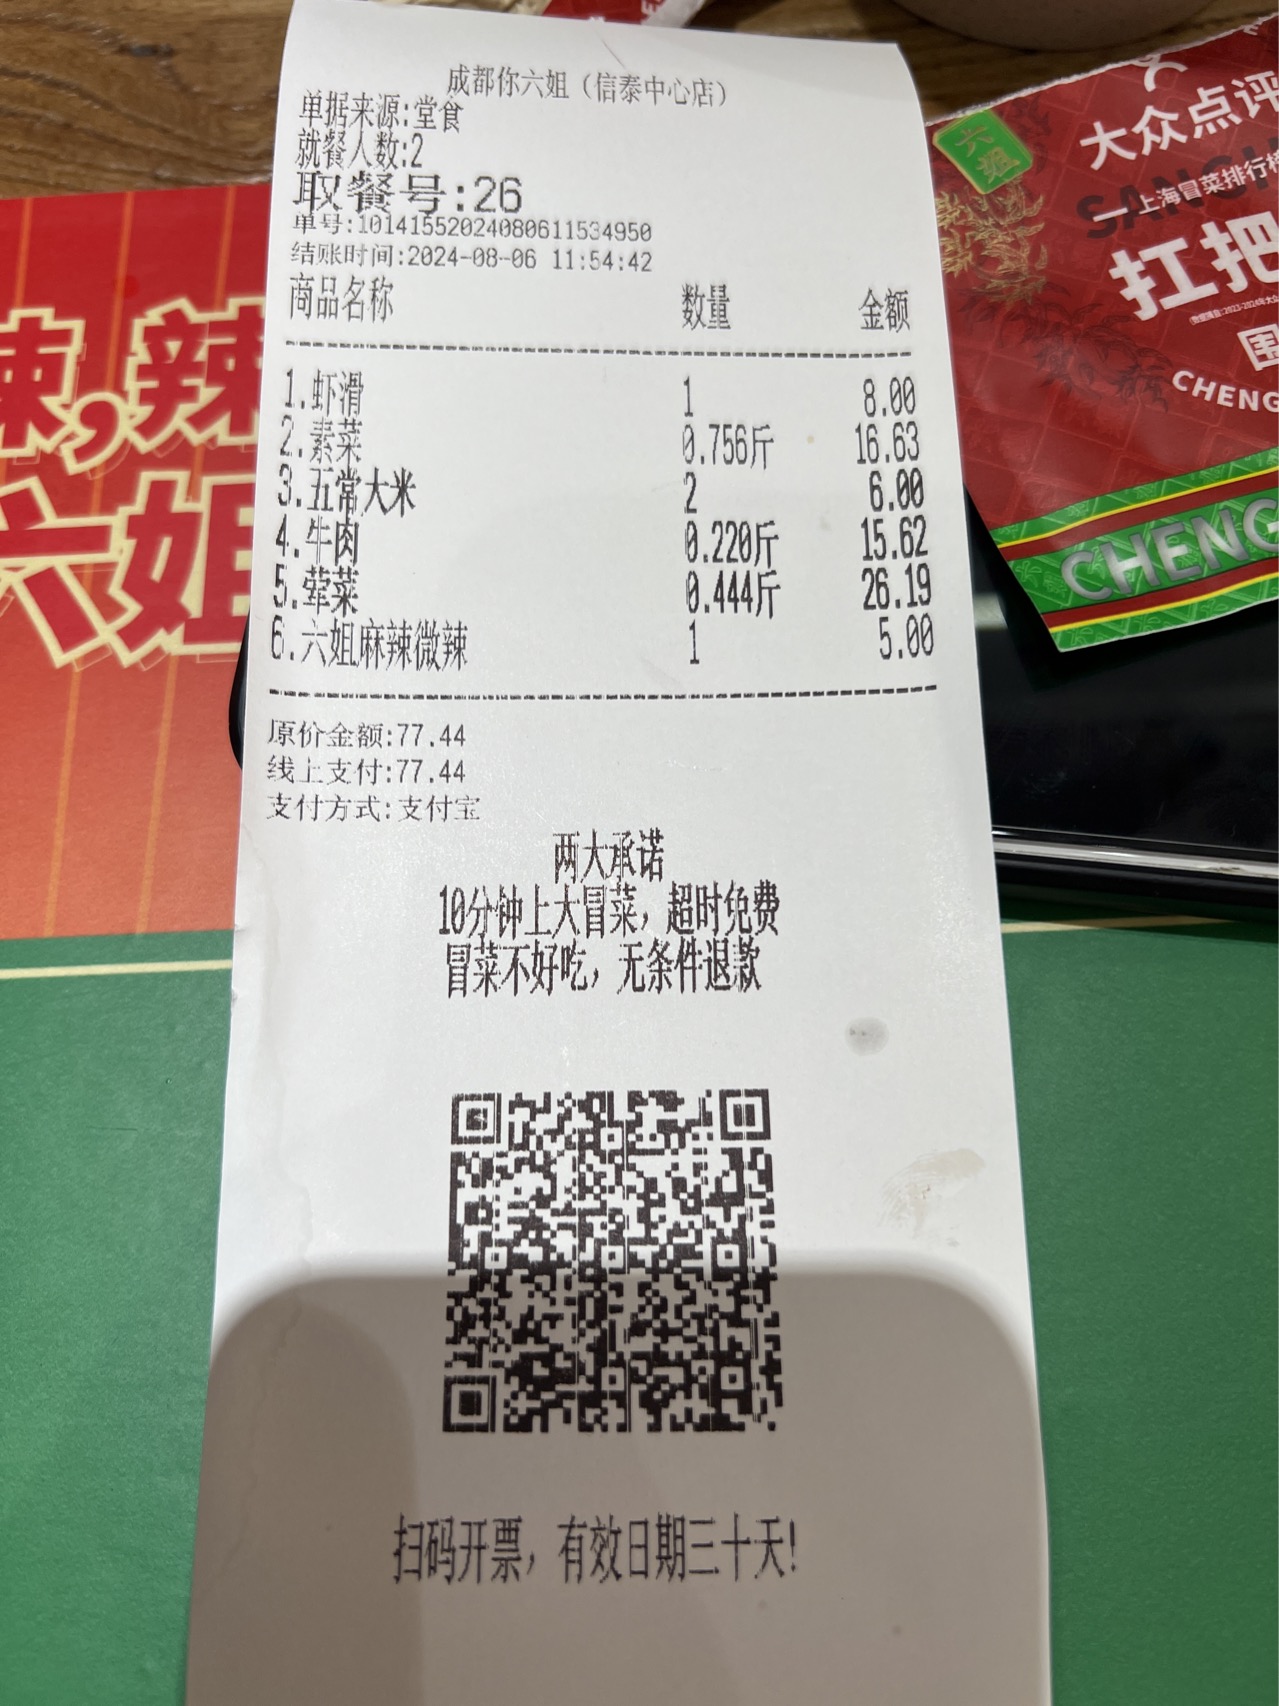 成都你六姐（信泰中心店）
单据来源:堂食
就餐人数:2
取餐号:26
单号:10141552024080611534950
结账时间:2024-08-06 11:54:42
商品名称 数量 金额
1.虾滑 1 8.00
2.素菜 0.756斤 16.63
3.五常大米 2 6.00
4.牛肉 0.220斤 15.62
5.荤菜 0.444斤 26.19
6.六姐麻辣微辣 1 5.00
原价金额:77.44
线上支付:77.44
支付方式:支付宝
两大承诺
10分钟上大冒菜，超时免费
冒菜不好吃，无条件退款
扫码开票，有效日期三十天!
辣,辣
六姐
六姐
大众点评
上海冒菜排行榜
扛把
CHENG
CHENG